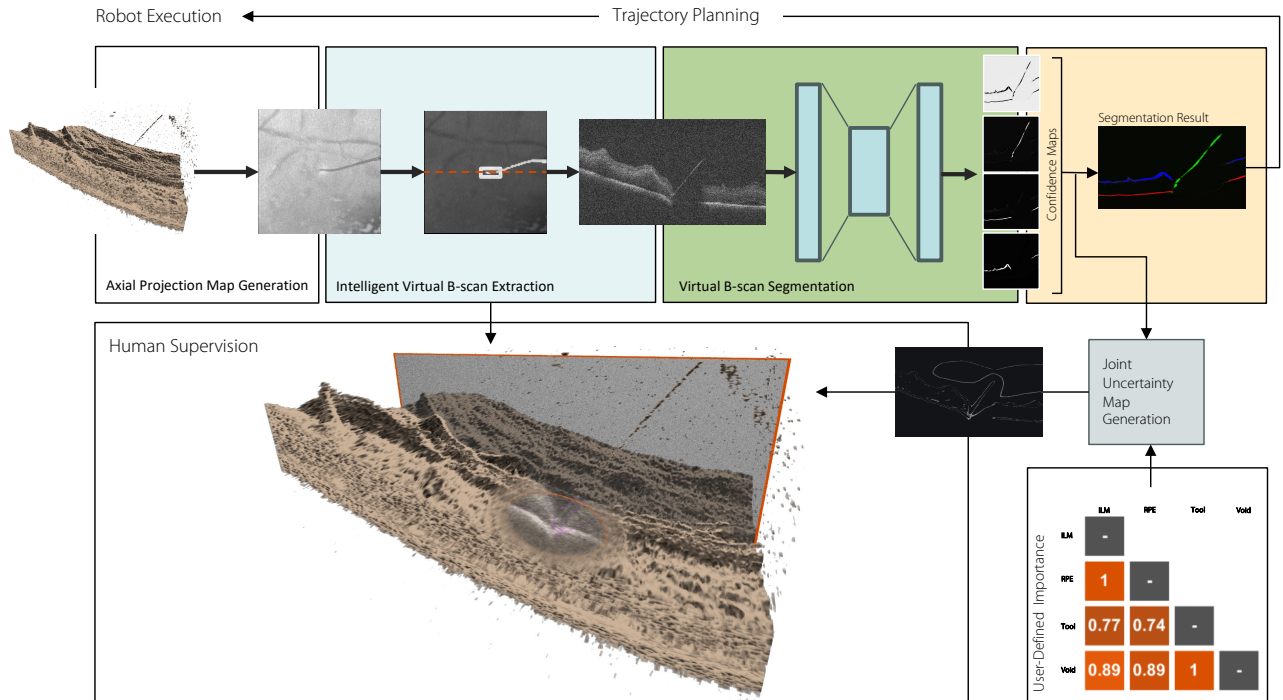 Robot Execution
Trajectory Planning
Axial Projection Map Generation
Intelligent Virtual B-scan Extraction
Virtual B-scan Segmentation
Confidence Maps
Segmentation Result
Human Supervision
Joint
Uncertainty
Map
Generation
User-Defined Importance
ILM RPE Tool Void
ILM -
RPE 1 -
Tool 0.77 0.74 -
Void 0.89 0.89 1 -